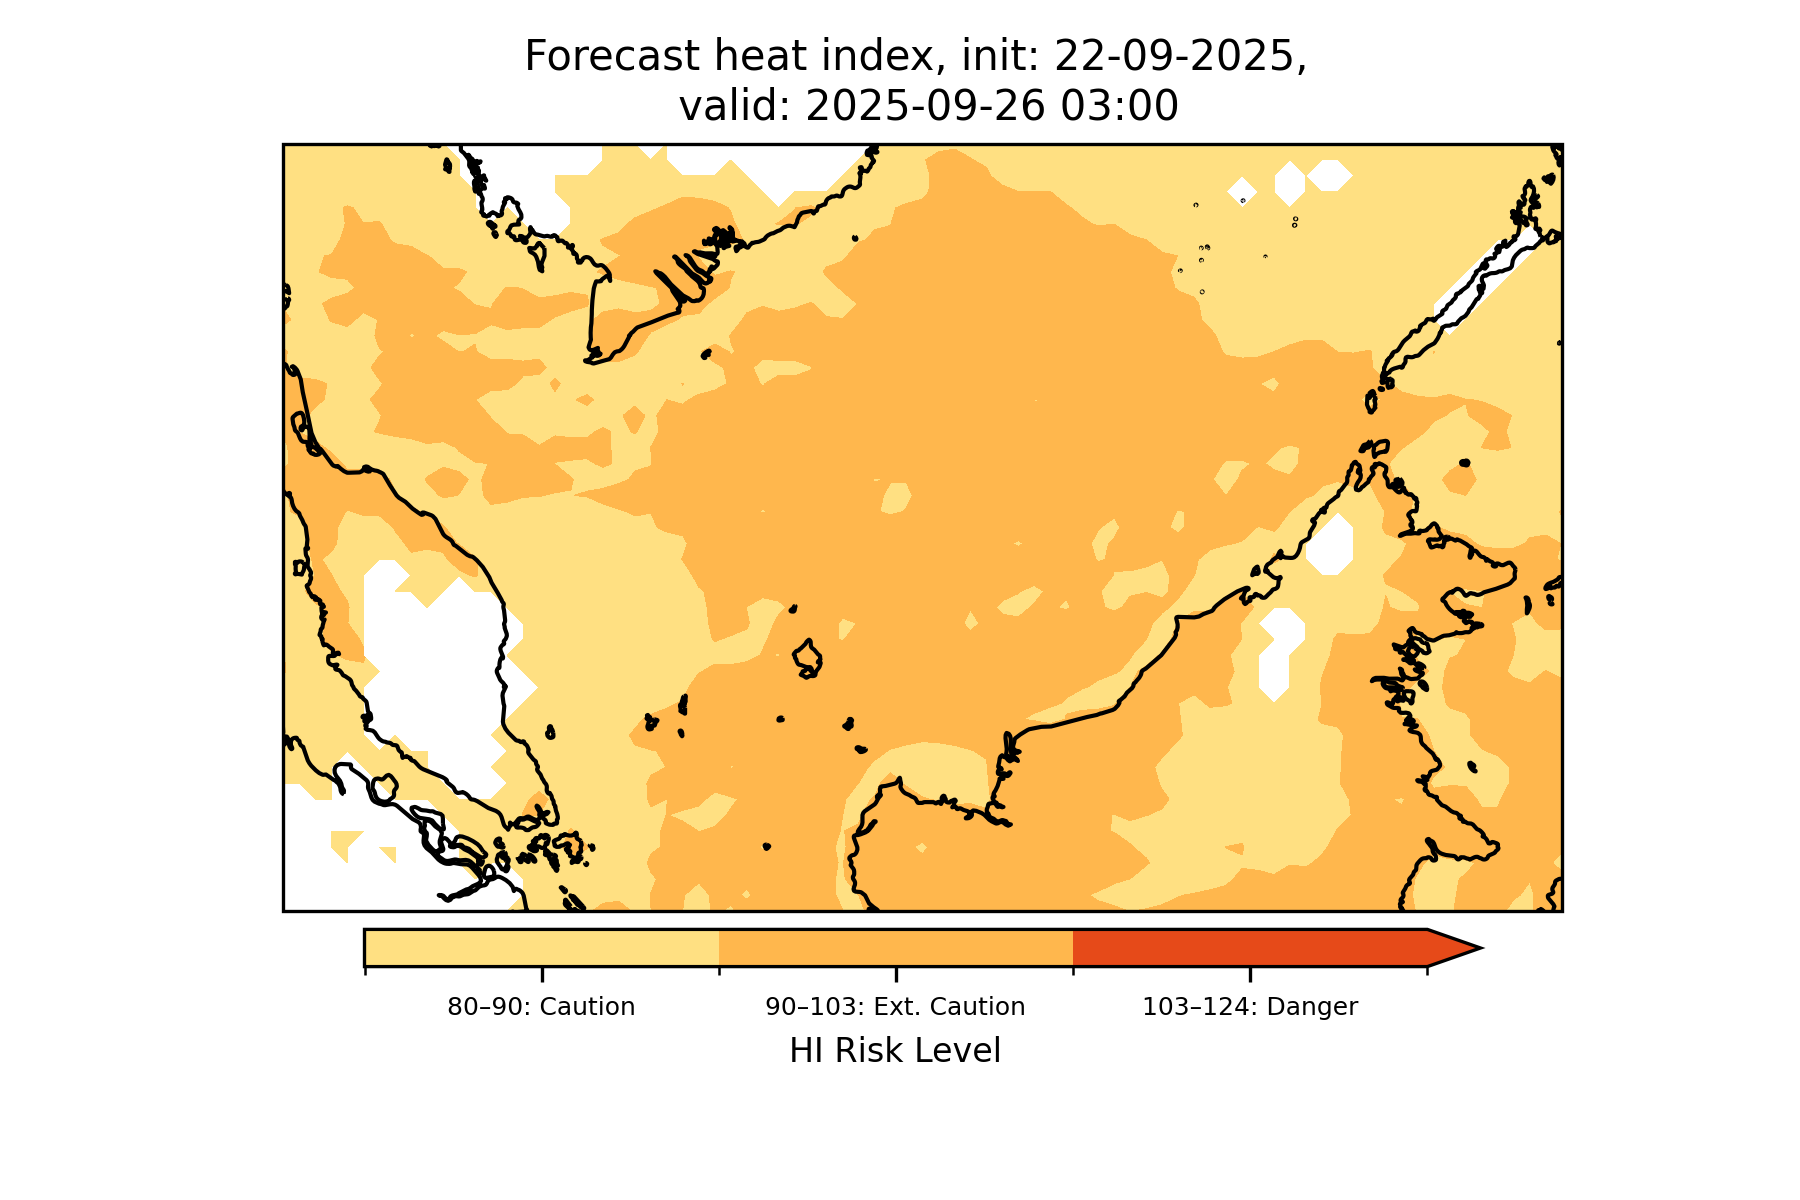 Forecast heat index, init: 22-09-2025,
valid: 2025-09-26 03:00
80–90: Caution
90–103: Ext. Caution
103–124: Danger
HI Risk Level